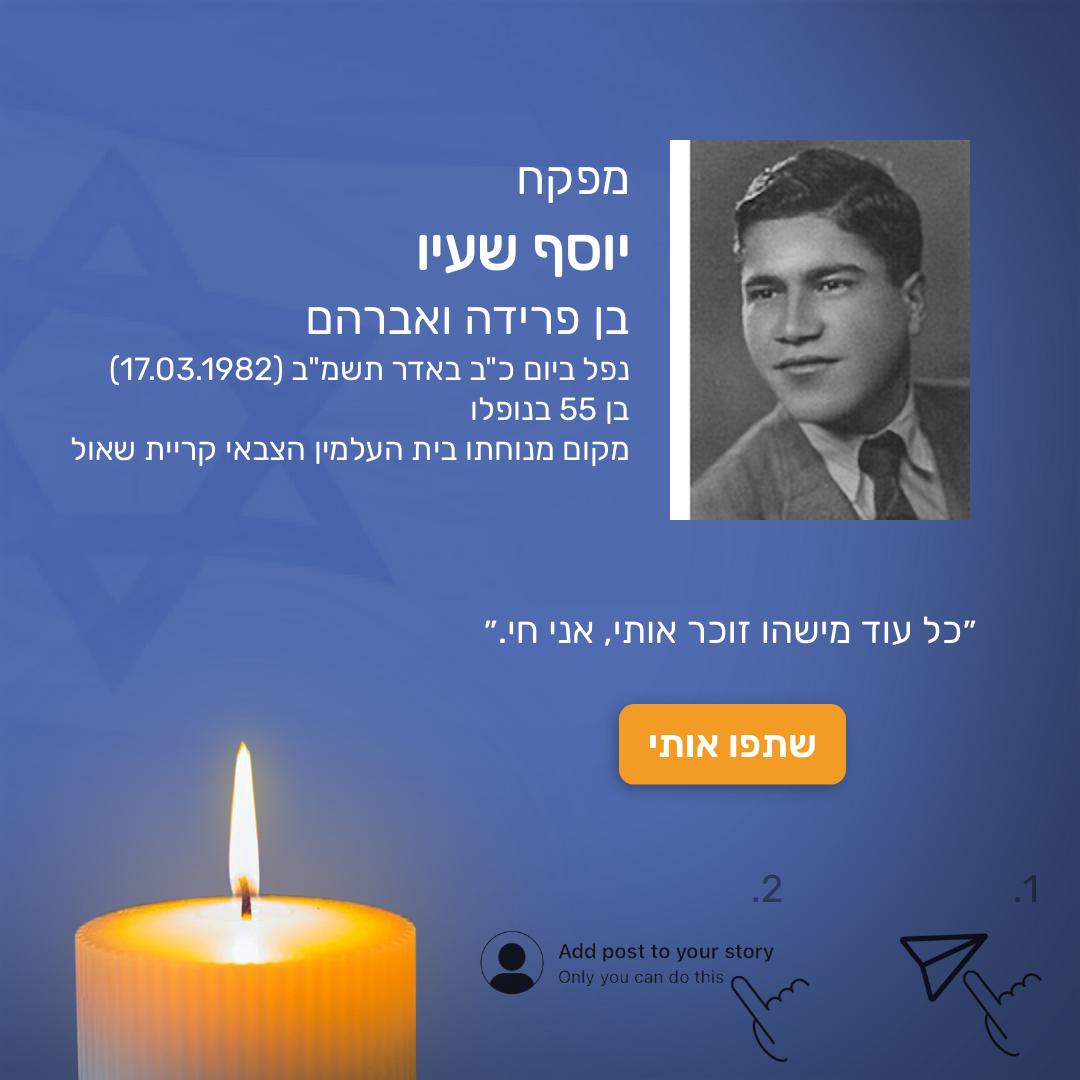 מפקח
יוסף שעיו
בן פרידה ואברהם
נפל ביום כ"ב באדר תשמ"ב (17.03.1982)
בן 55 בנופלו
מקום מנוחתו בית העלמין הצבאי קריית שאול
״כל עוד מישהו זוכר אותי, אני חי.״
שתפו אותי
.1
.2
Add post to your story
Only you can do this